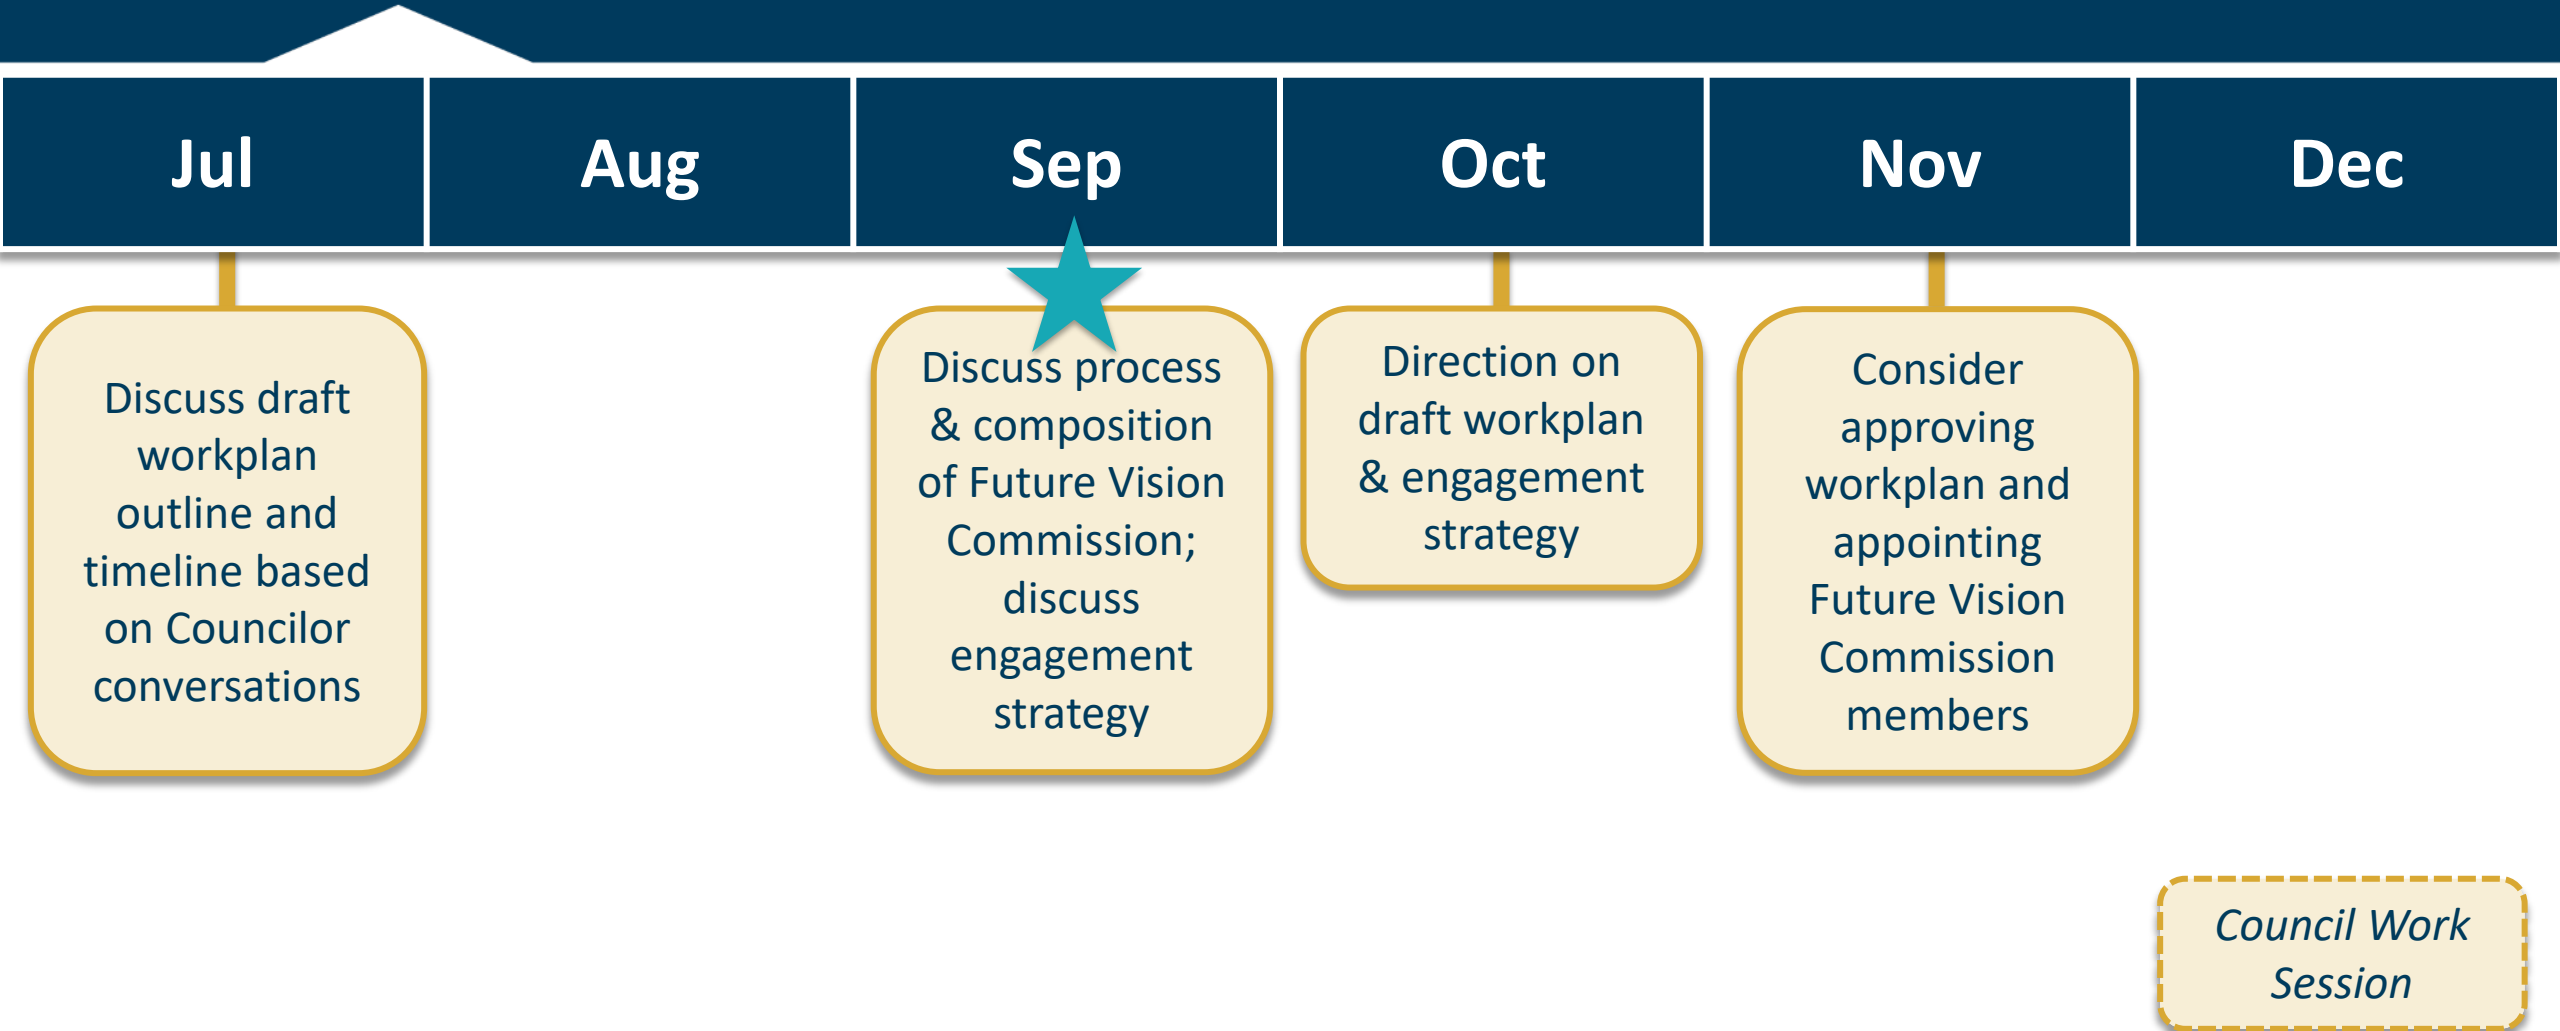 Jul
Aug
Sep
Oct
Nov
Dec
Discuss draft
workplan
outline and
timeline based
on Councilor
conversations
Discuss process
& composition
of Future Vision
Commission;
discuss
engagement
strategy
Direction on
draft workplan
& engagement
strategy
Consider
approving
workplan and
appointing
Future Vision
Commission
members
Council Work
Session